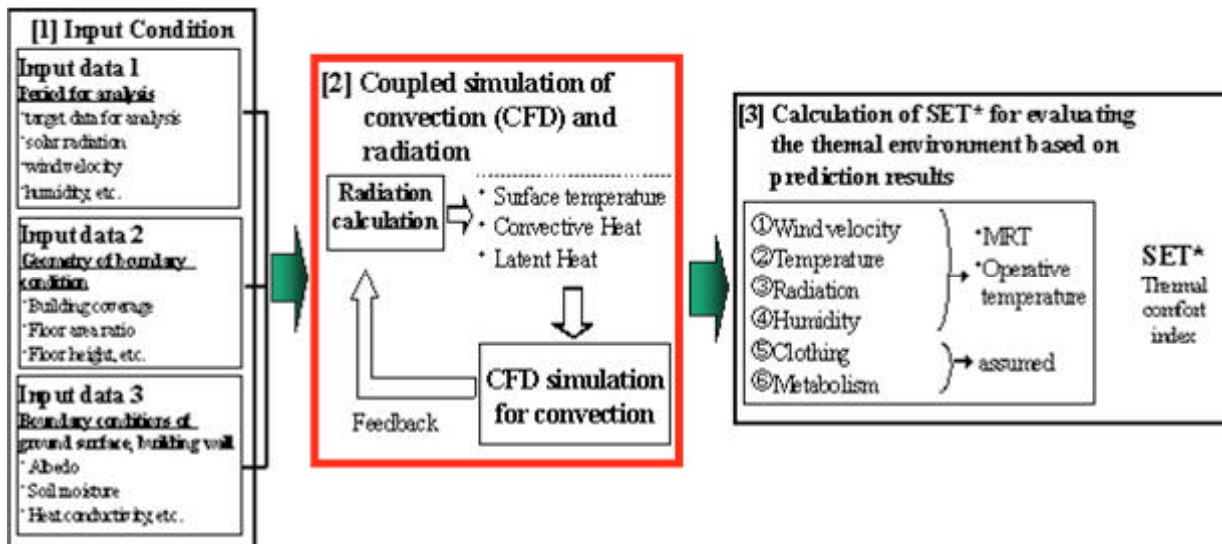 [1] Input Condition
Input data 1
Period for analysis
*target data for analysis
*solar radiation
*wind velocity
*humidity, etc.
Input data 2
Geometry of boundary
condition
*Building coverage
*Floor area ratio
*Floor height, etc.
Input data 3
Boundary conditions of
ground surface, building wall
*Albedo
*Soil moisture
*Heat conductivity, etc.
[2] Coupled simulation of
convection (CFD) and
radiation
Radiation
calculation
* Surface temperature
* Convective Heat
* Latent Heat
CFD simulation
for convection
Feedback
[3] Calculation of SET* for evaluating
the thermal environment based on
prediction results
①Wind velocity
②Temperature
③Radiation
④Humidity
⑤Clothing
⑥Metabolism
*MRT
*Operative
temperature
assumed
SET*
Thermal
comfort
index